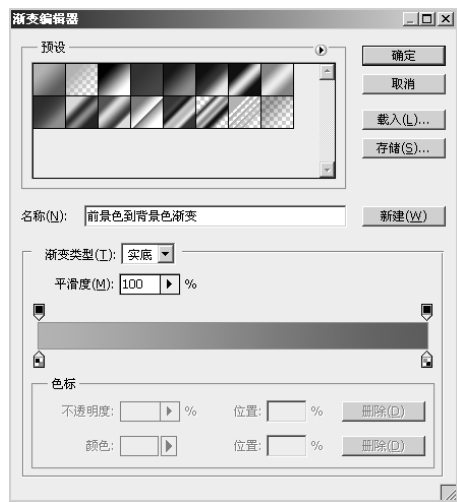 渐变编辑器
预设
确定
取消
载入(L)...
存储(S)...
名称(N): 前景色到背景色渐变 新建(W)
渐变类型(T): 实底
平滑度(M): 100 %
色标
不透明度: % 位置: % 删除(D)
颜色: 位置: % 删除(D)